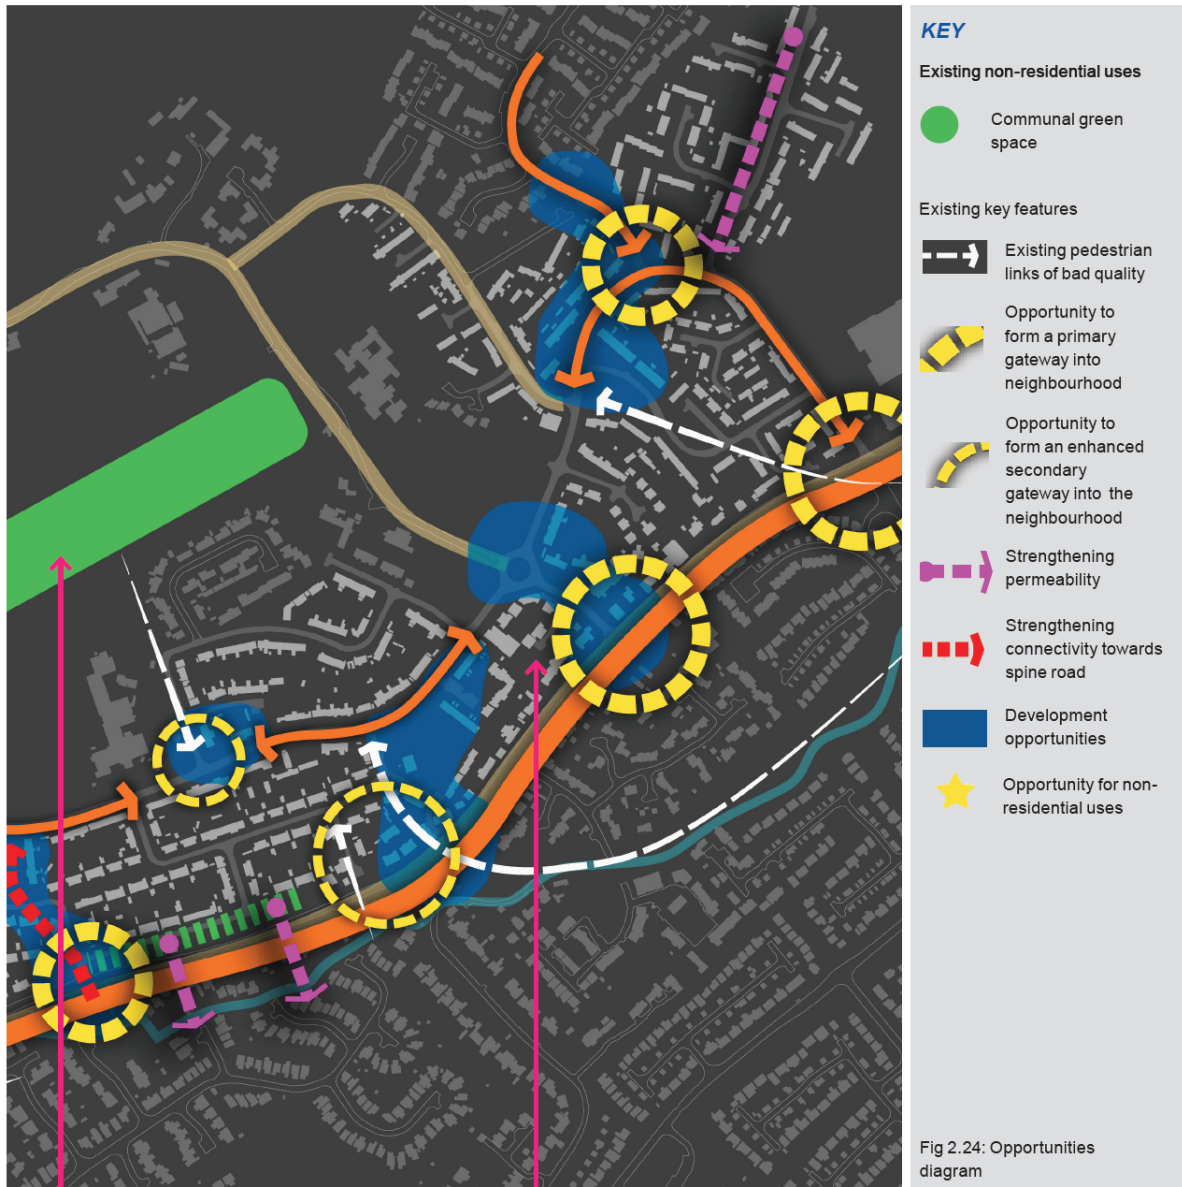 KEY
Existing non-residential uses
Communal green
space
Existing key features
Existing pedestrian
links of bad quality
Opportunity to
form a primary
gateway into
neighbourhood
Opportunity to
form an enhanced
secondary
gateway into the
neighbourhood
Strengthening
permeability
Strengthening
connectivity towards
spine road
Development
opportunities
Opportunity for non-
residential uses
Fig 2.24: Opportunities
diagram